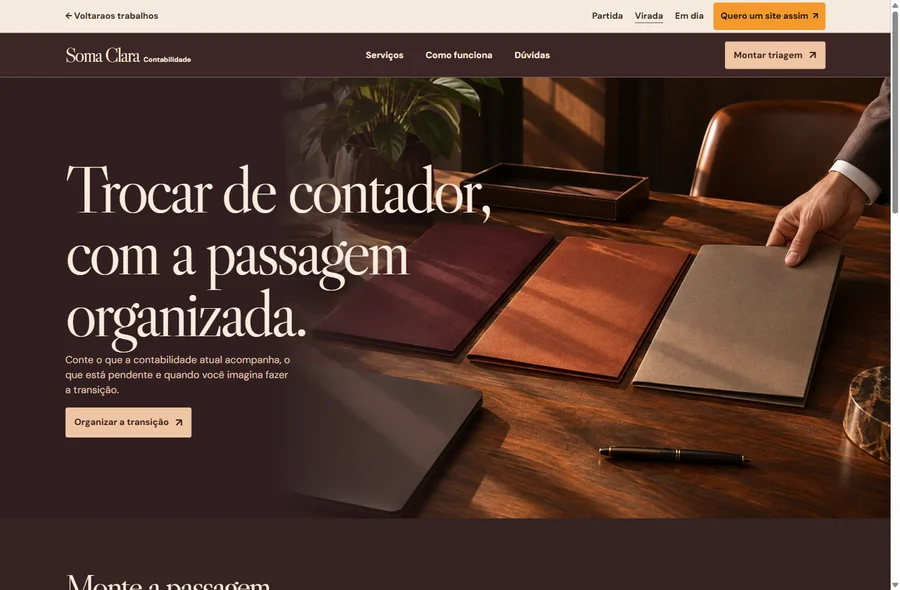 ← Voltaraos trabalhos
Partida
Virada
Em dia
Quero um site assim ↗
Soma Clara Contabilidade
Serviços
Como funciona
Dúvidas
Montar triagem ↗
Trocar de contador,
com a passagem
organizada.
Conte o que a contabilidade atual acompanha, o
que está pendente e quando você imagina fazer
a transição.
Organizar a transição ↗
Monte a passagem